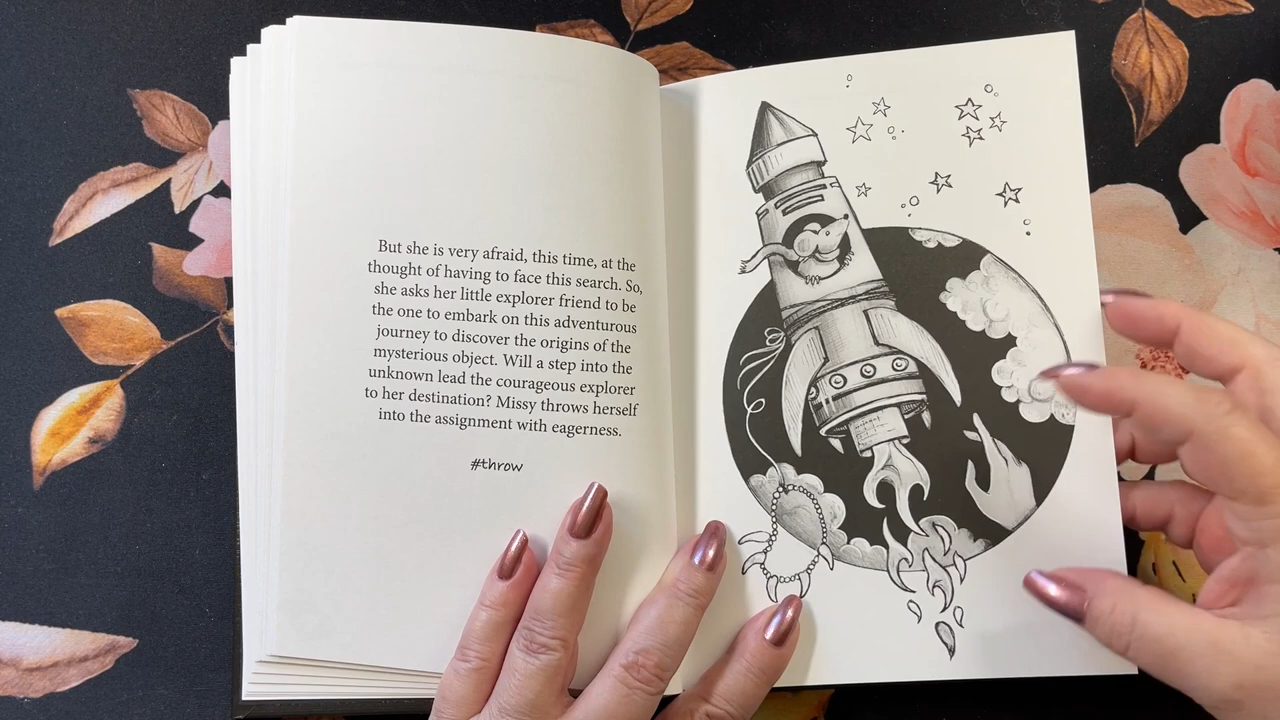 But she is very afraid, this time, at the
thought of having to face this search. So,
she asks her little explorer friend to be
the one to embark on this adventurous
journey to discover the origins of the
mysterious object. Will a step into the
unknown lead the courageous explorer
to her destination? Missy throws herself
into the assignment with eagerness.
#throw